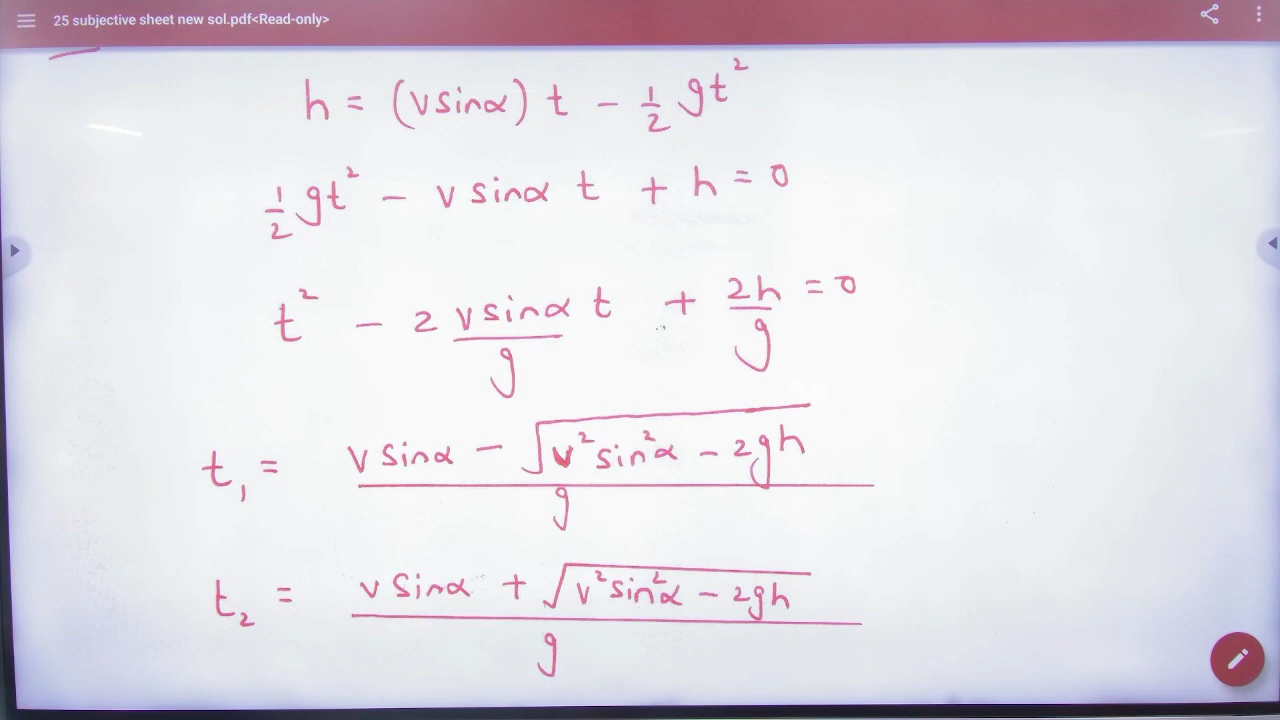 25 subjective sheet new sol.pdf<Read-only>
h = (v sinα) t - 1/2 gt²
1/2 gt² - v sinα t + h = 0
t² - 2 v sinα/g t + 2h/g = 0
t₁ = (v sinα - √(v² sin²α - 2gh))/g
t₂ = (v sinα + √(v² sin²α - 2gh))/g